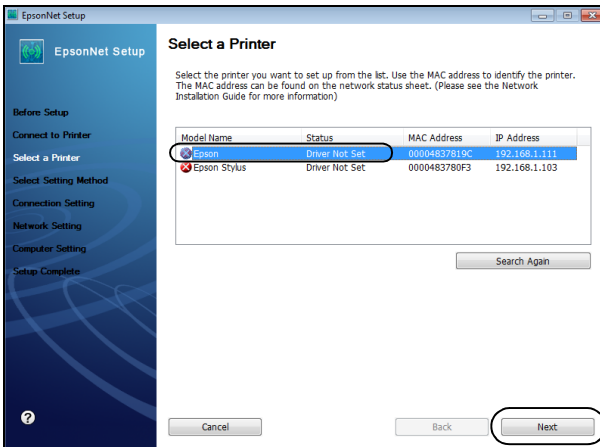 EpsonNet Setup
EpsonNet Setup
Select a Printer
Select the printer you want to set up from the list. Use the MAC address to identify the printer.
The MAC address can be found on the network status sheet. (Please see the Network
Installation Guide for more information)
Before Setup
Connect to Printer
Select a Printer
Select Setting Method
Connection Setting
Network Setting
Computer Setting
Setup Complete
Model Name Status MAC Address IP Address
Epson Driver Not Set 00004837819C 192.168.1.111
Epson Stylus Driver Not Set 0000483780F3 192.168.1.103
Search Again
?
Cancel Back Next